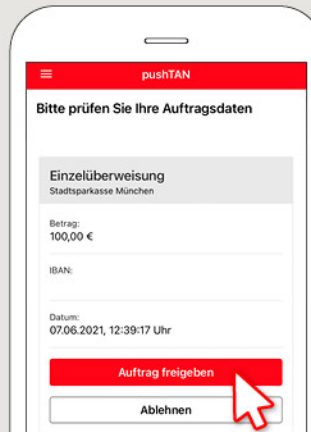 pushTAN
Bitte prüfen Sie Ihre Auftragsdaten
Einzelüberweisung
Stadtsparkasse München
Betrag:
100,00 €
IBAN:
Datum:
07.06.2021, 12:39:17 Uhr
Auftrag freigeben
Ablehnen